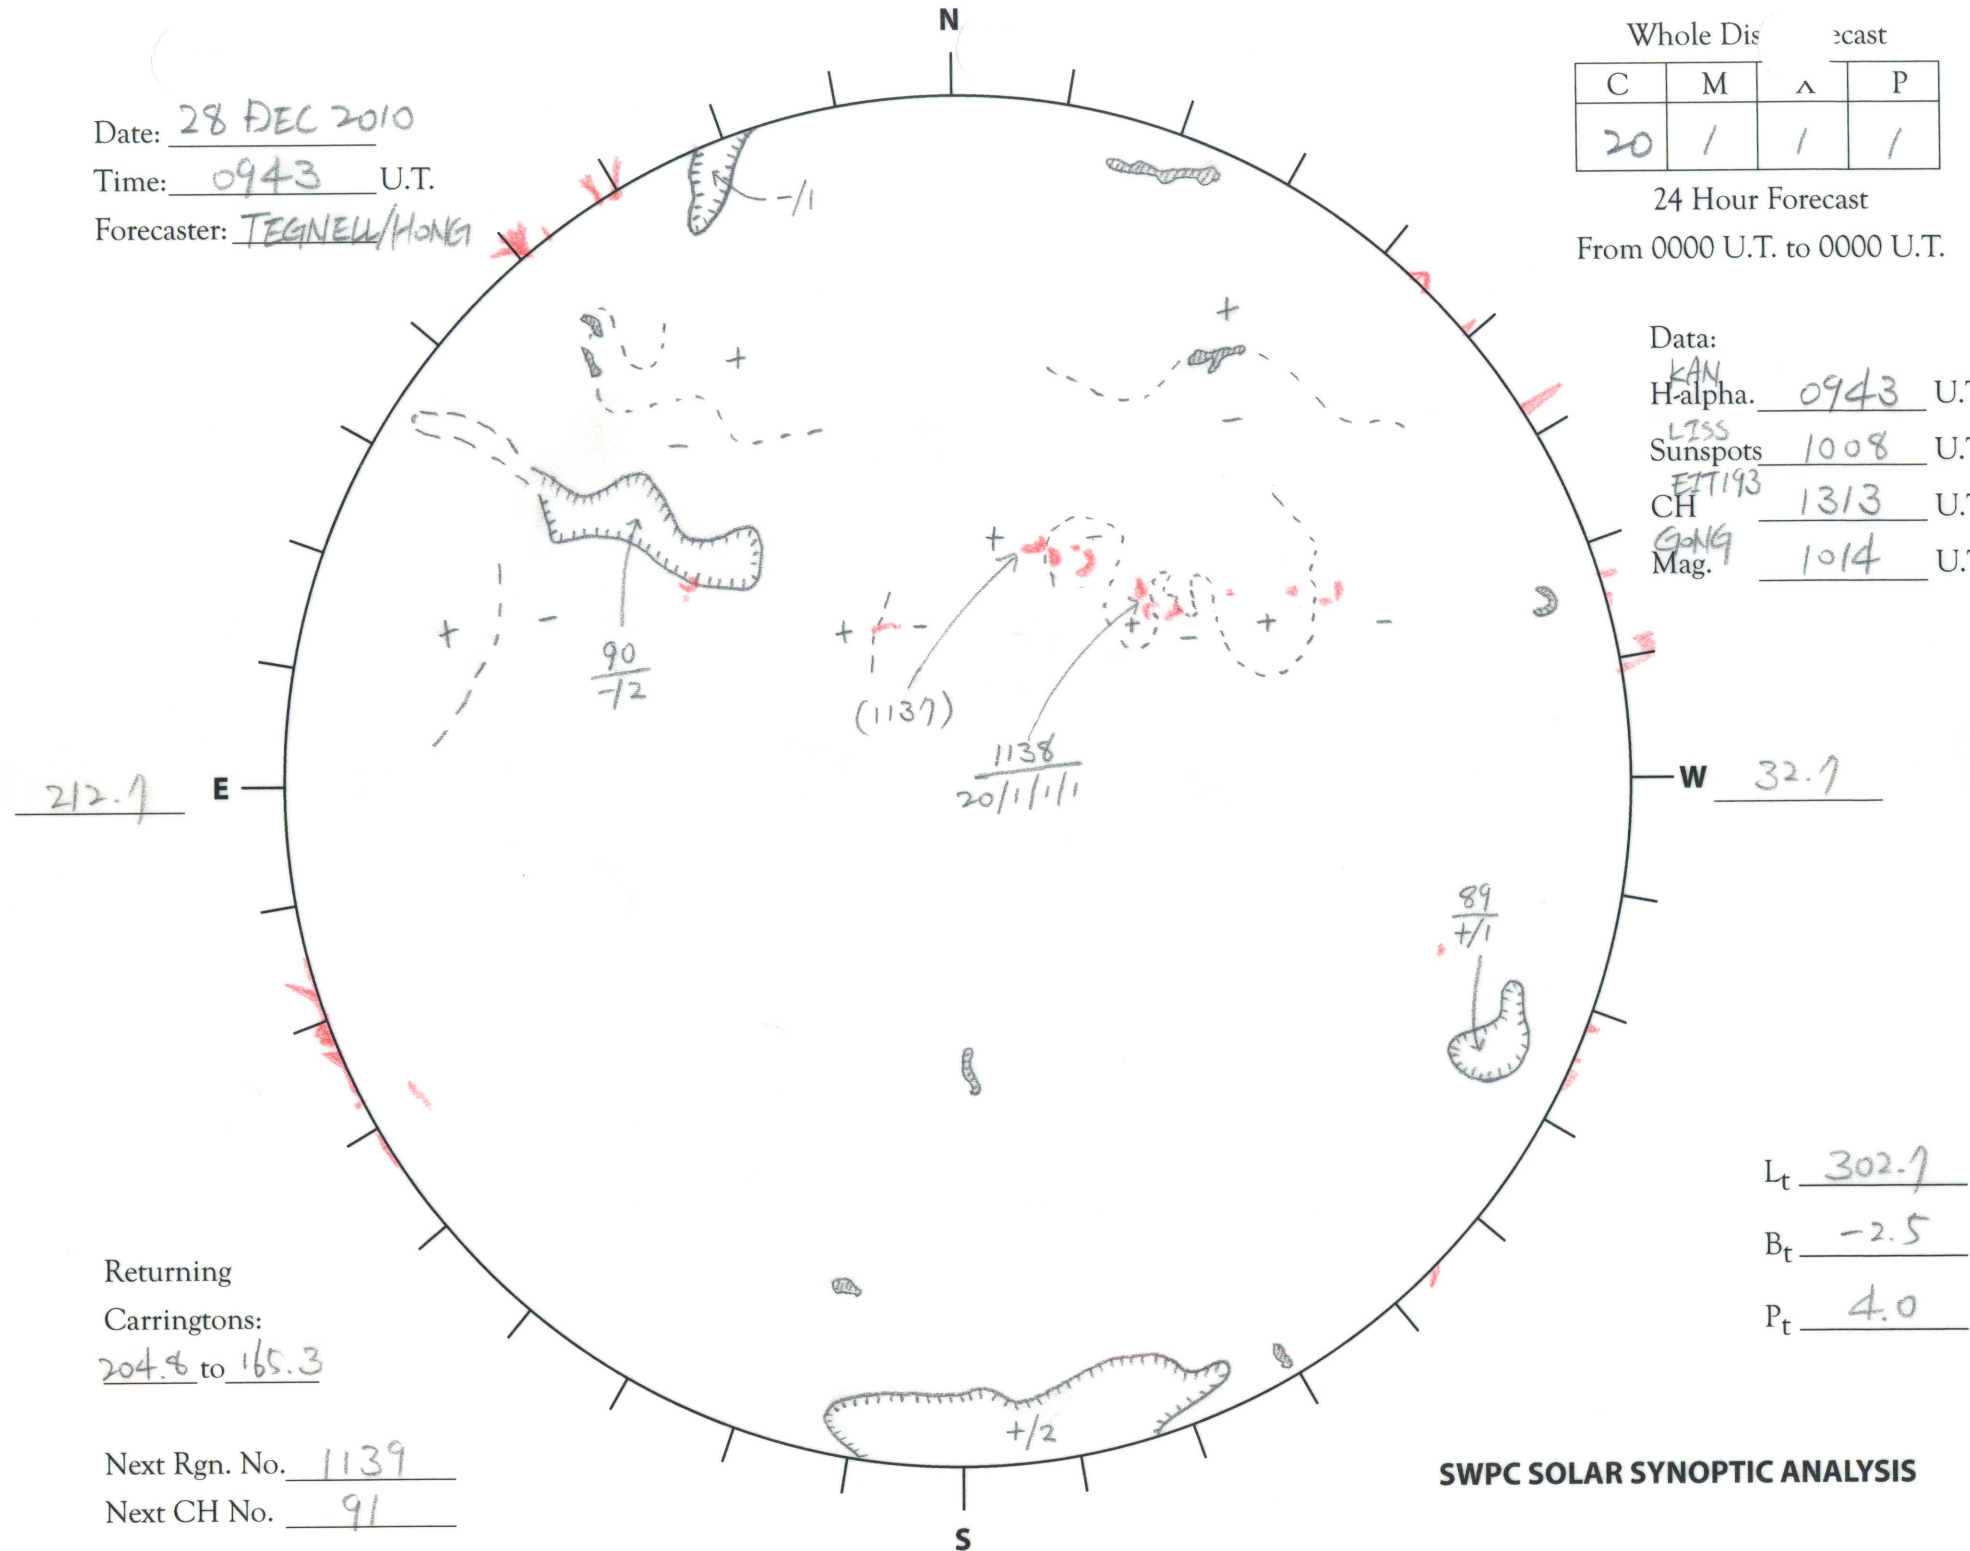 N
Whole Dis ecast
C M ^ P
20 / / /
24 Hour Forecast
From 0000 U.T. to 0000 U.T.
Date: 28 DEC 2010
Time: 0943 U.T.
Forecaster: TEGNELL/HONG
-/1
+
+
-
-
Data:
KAN
H-alpha. 0943 U.T
LISS
Sunspots 1008 U.T
EIT193
CH 1313 U.T
GONG
Mag. 1014 U.T
+ -
+ - + - + - + -
90
-/2
(1137)
1138
20/1/1/1
212.7 E
W 32.7
89
+/1
Lt 302.7
Bt -2.5
Pt 4.0
Returning
Carringtons:
204.8 to 165.3
+/2
Next Rgn. No. 1139
Next CH No. 91
SWPC SOLAR SYNOPTIC ANALYSIS
S